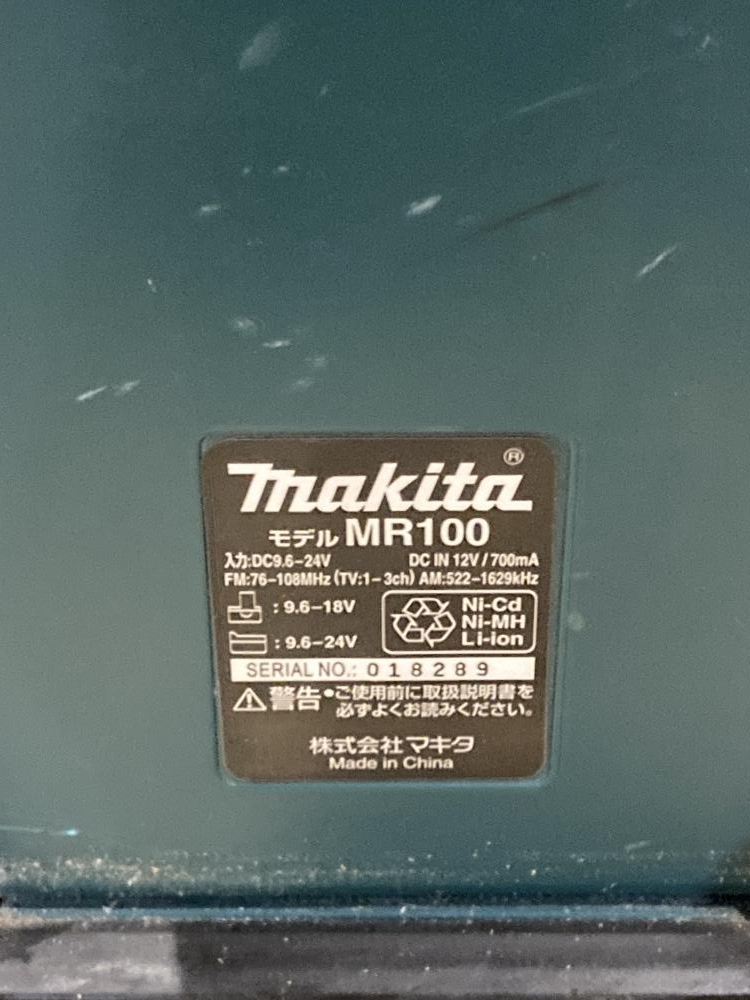 makita®
モデル MR100
入力:DC9.6-24V DC IN 12V/700mA
FM:76-108MHz (TV:1-3ch) AM:522-1629kHz
: 9.6-18V
: 9.6-24V
Ni-Cd
Ni-MH
Li-ion
SERIAL NO.: 018289
警告•ご使用前に取扱説明書を
必ずよくお読みください。
株式会社マキタ
Made in China